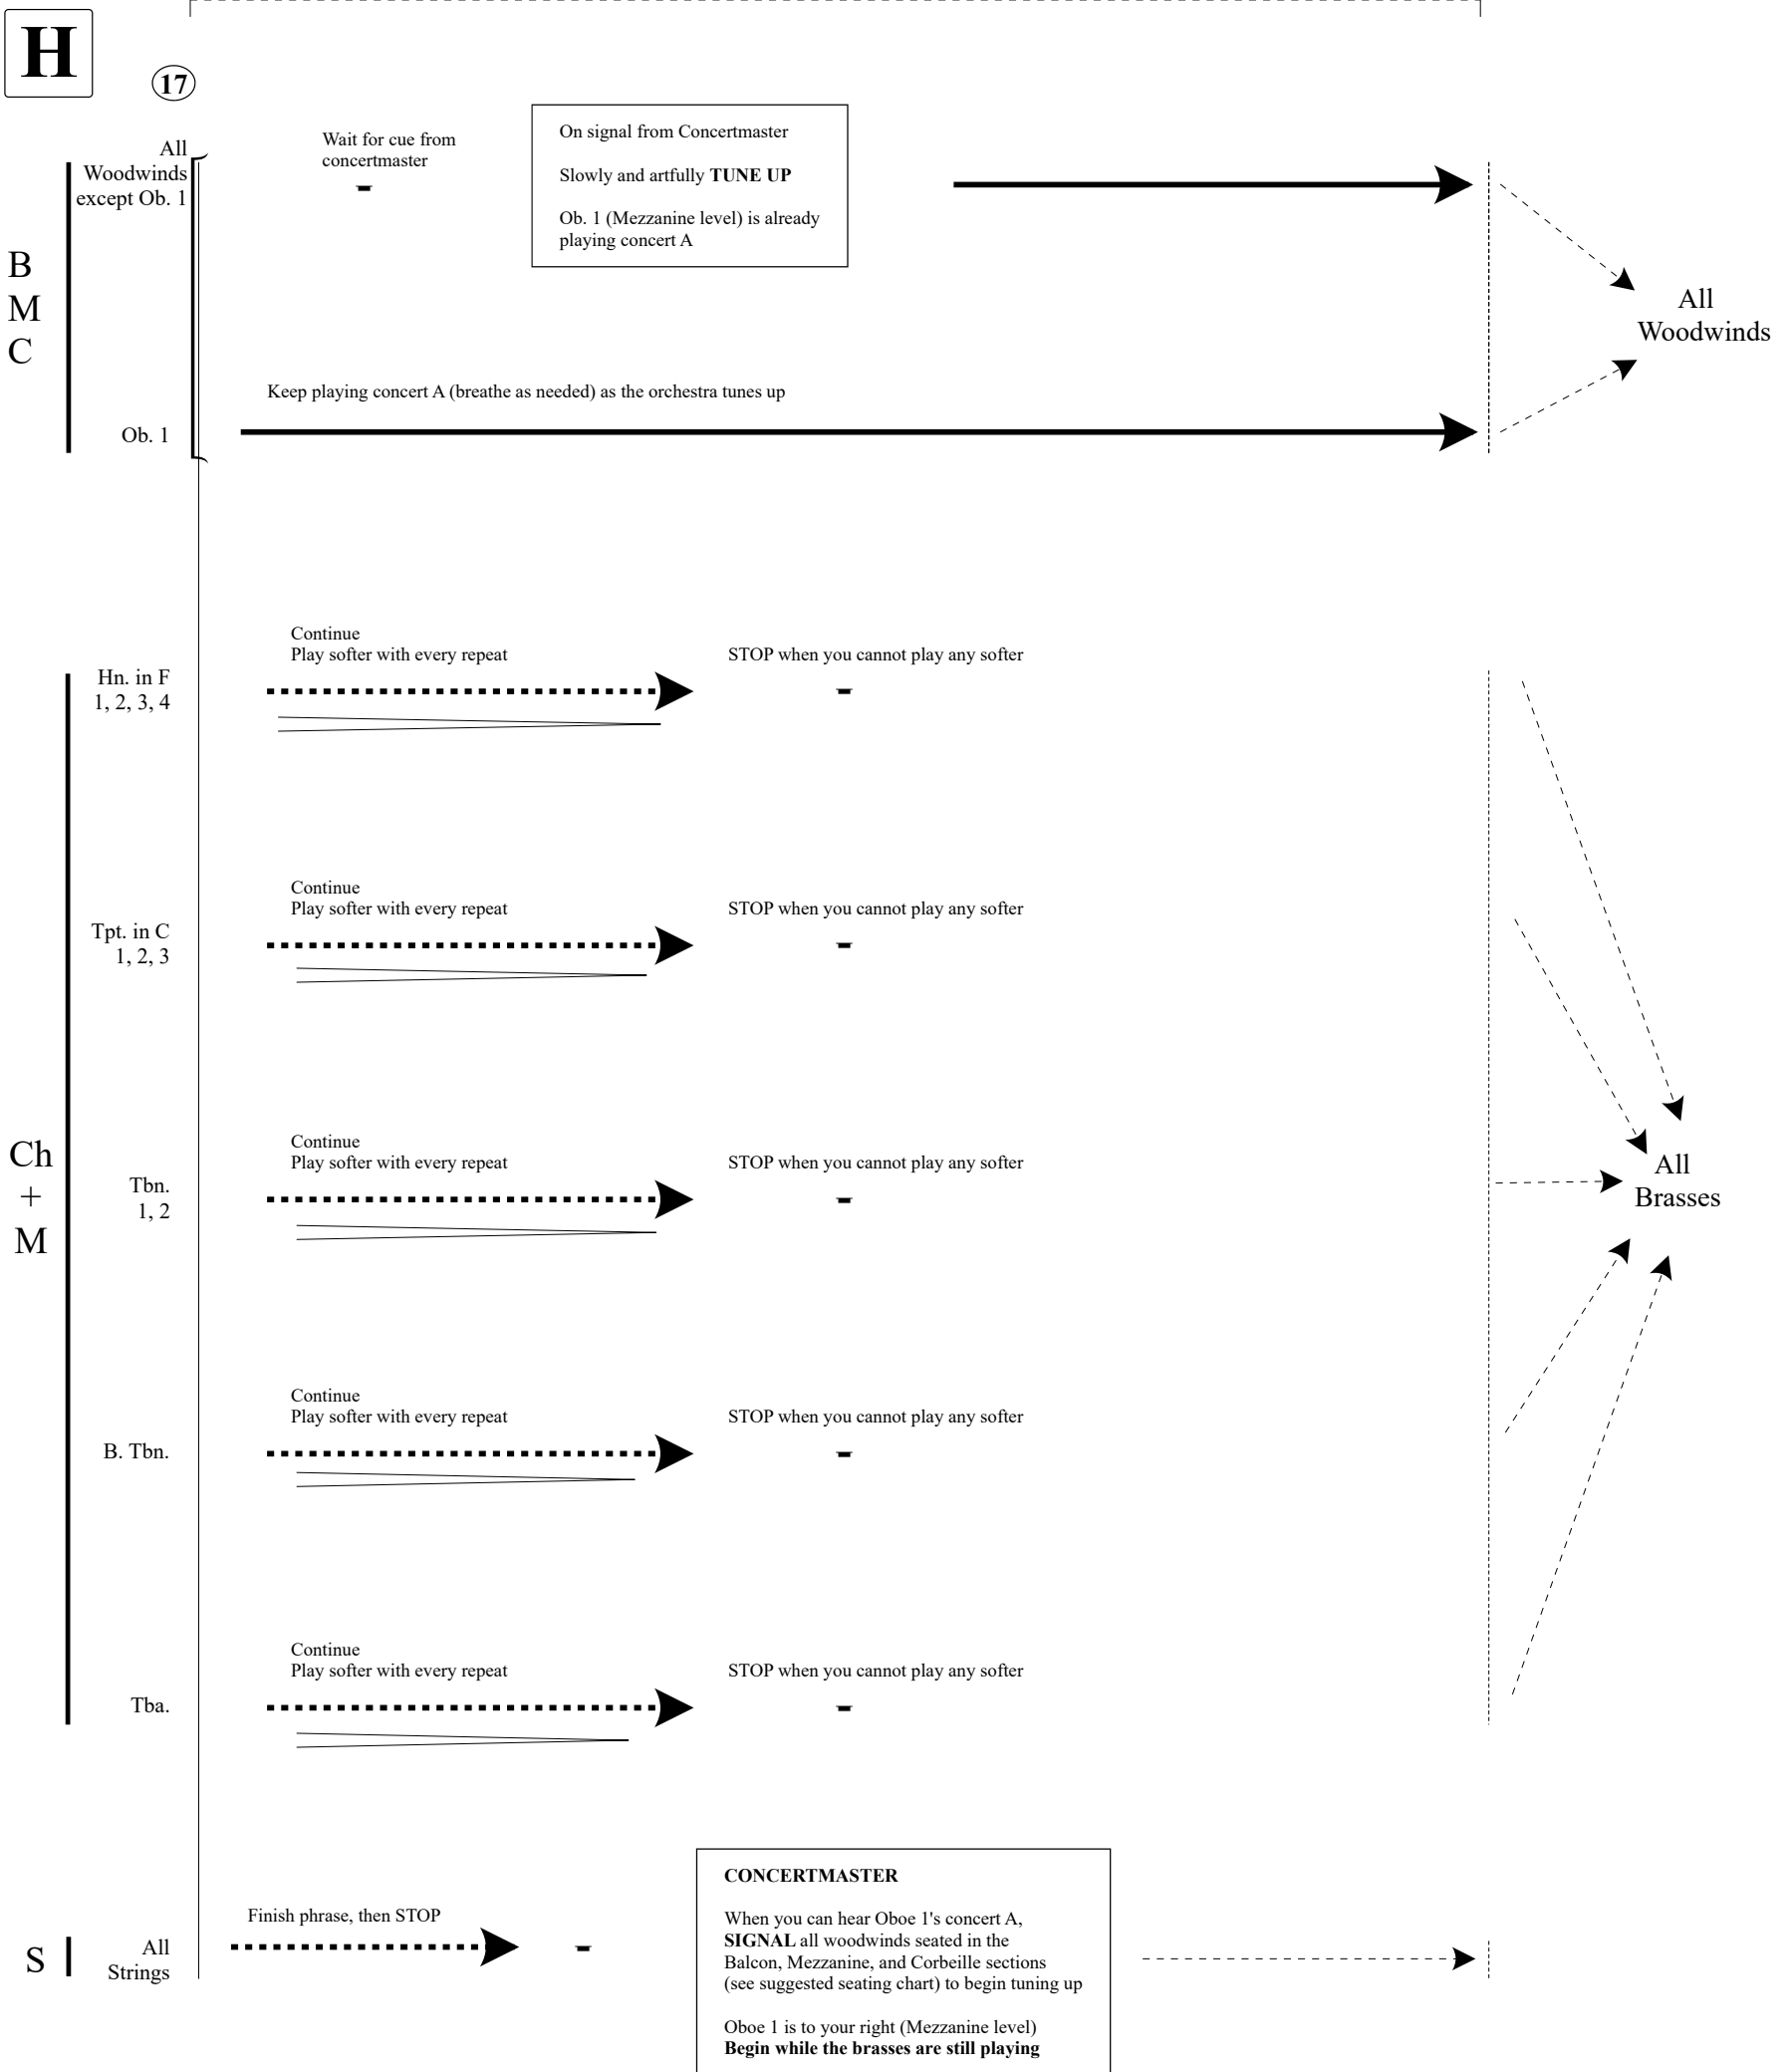 H
17
All
Woodwinds
except Ob. 1
Wait for cue from
concertmaster
On signal from Concertmaster
Slowly and artfully TUNE UP
Ob. 1 (Mezzanine level) is already
playing concert A
B
M
C
All
Woodwinds
Keep playing concert A (breathe as needed) as the orchestra tunes up
Ob. 1
Continue
Play softer with every repeat
STOP when you cannot play any softer
Hn. in F
1, 2, 3, 4
Continue
Play softer with every repeat
STOP when you cannot play any softer
Tpt. in C
1, 2, 3
Continue
Play softer with every repeat
STOP when you cannot play any softer
Ch
+
M
Tbn.
1, 2
All
Brasses
Continue
Play softer with every repeat
STOP when you cannot play any softer
B. Tbn.
Continue
Play softer with every repeat
STOP when you cannot play any softer
Tba.
Finish phrase, then STOP
S
All
Strings
CONCERTMASTER
When you can hear Oboe 1's concert A,
SIGNAL all woodwinds seated in the
Balcon, Mezzanine, and Corbeille sections
(see suggested seating chart) to begin tuning up
Oboe 1 is to your right (Mezzanine level)
Begin while the brasses are still playing